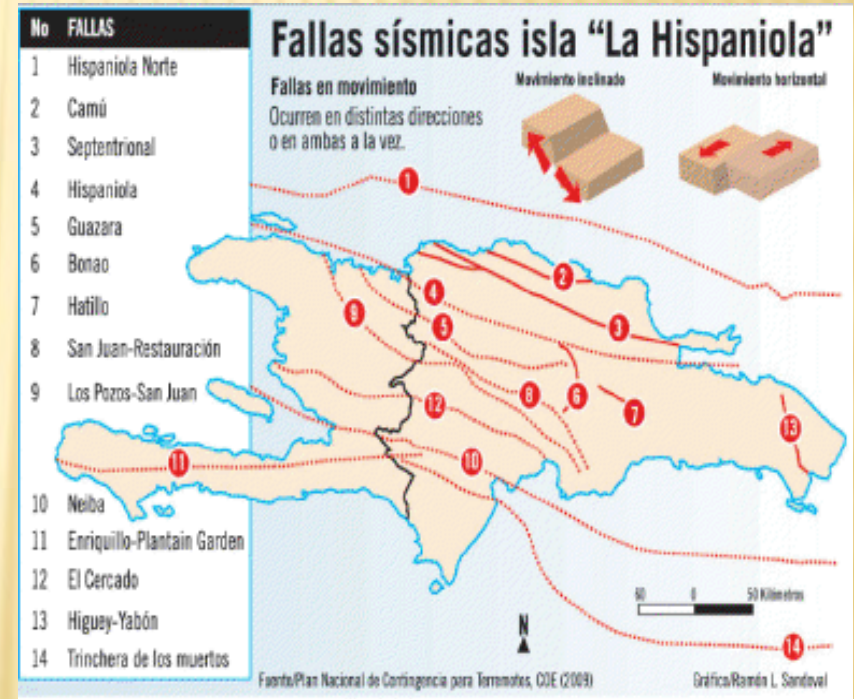 No FALLAS
1 Hispaniola Norte
2 Camú
3 Septentrional
4 Hispaniola
5 Guazara
6 Bonao
7 Hatillo
8 San Juan-Restauración
9 Los Pozos-San Juan
10 Neiba
11 Enriquillo-Plantain Garden
12 El Cercado
13 Higuey-Yabón
14 Trinchera de los muertos
Fallas sísmicas isla “La Hispaniola”
Fallas en movimiento
Ocurren en distintas direcciones
o en ambas a la vez.
Movimiento inclinado
Movimiento horizontal
1
2
3
4
5
9
6
7
8
12
13
10
11
14
60 0 50 Kilómetros
N
Fuente/Plan Nacional de Contingencia para Terremotos, COE (2009)
Gráfico/Ramón L. Sandoval